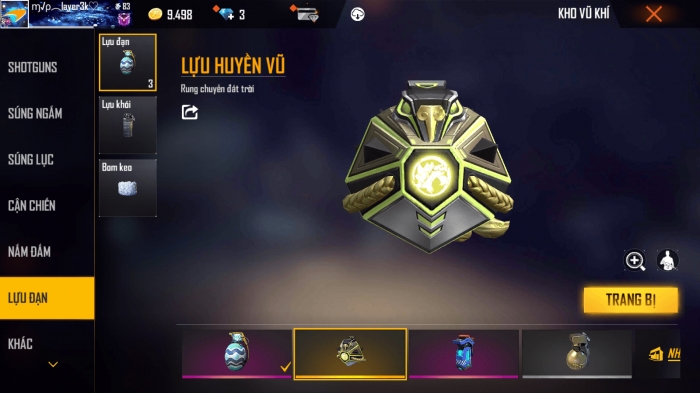 83
9.498
3
KHO VŨ KHÍ
SHOTGUNS
SÚNG NGẮM
SÚNG LỤC
CẬN CHIẾN
NẮM ĐẤM
LỰU ĐẠN
KHÁC
Lựu đạn
3
Lựu khói
Bom keo
LỰU HUYỀN VŨ
Rung chuyển đất trời
TRANG BỊ